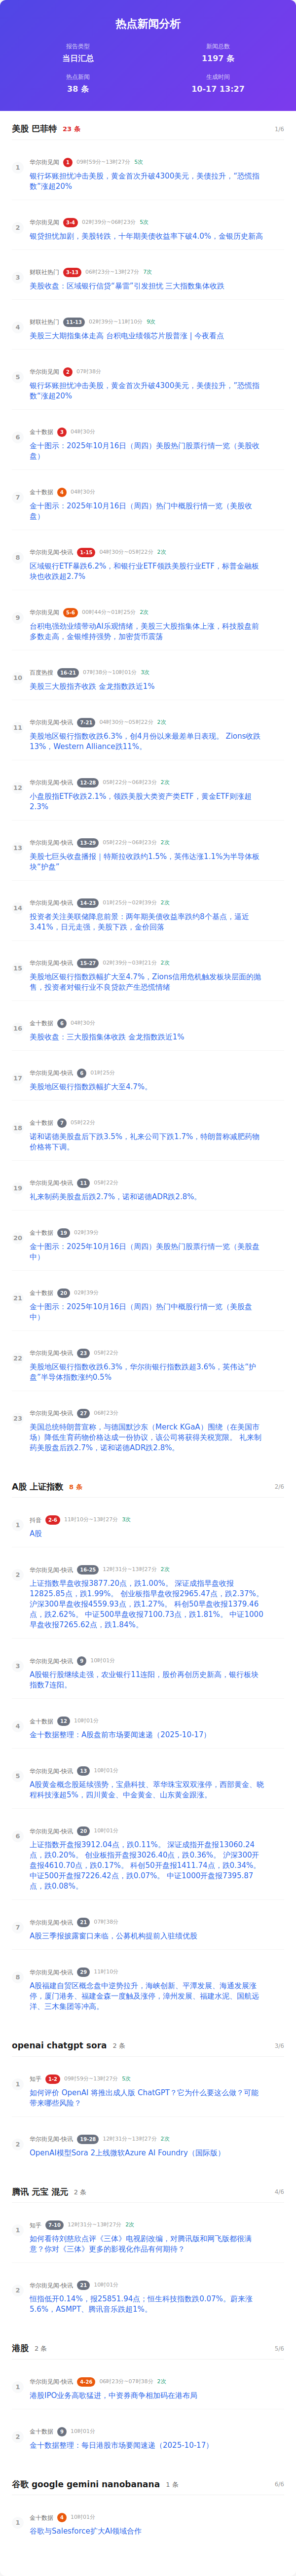 热点新闻分析
报告类型
新闻总数
当日汇总
1197 条
热点新闻
生成时间
38 条
10-17 13:27
美股 巴菲特 23 条 1/6
1 华尔街见闻 1 09时59分~13时27分 5次
银行坏账担忧冲击美股，黄金首次升破4300美元，美债拉升，“恐慌指
数”涨超20%
2 华尔街见闻 3-4 02时39分~06时23分 5次
银贷担忧加剧，美股转跌，十年期美债收益率下破4.0%，金银历史新高
3 财联社热门 3-13 06时23分~13时27分 7次
美股收盘：区域银行信贷“暴雷”引发担忧 三大指数集体收跌
4 财联社热门 11-13 02时39分~11时10分 9次
美股三大期指集体走高 台积电业绩领芯片股普涨 | 今夜看点
5 华尔街见闻 2 07时38分
银行坏账担忧冲击美股，黄金首次升破4300美元，美债拉升，“恐慌指
数”涨超20%
6 金十数据 3 04时30分
金十图示：2025年10月16日（周四）美股热门股票行情一览（美股收
盘）
7 金十数据 4 04时30分
金十图示：2025年10月16日（周四）热门中概股行情一览（美股收
盘）
8 华尔街见闻-快讯 1-15 04时30分~05时22分 2次
区域银行ETF暴跌6.2%，和银行业ETF领跌美股行业ETF，标普金融板
块也收跌超2.7%
9 华尔街见闻 5-6 00时44分~01时25分 2次
台积电强劲业绩带动AI乐观情绪，美股三大股指集体上涨，科技股盘前
多数走高，金银维持强势，加密货币震荡
10 百度热搜 16-21 07时38分~10时01分 3次
美股三大股指齐收跌 金龙指数跌近1%
11 华尔街见闻-快讯 7-21 04时30分~05时22分 2次
美股地区银行指数收跌6.3%，创4月份以来最差单日表现。 Zions收跌
13%，Western Alliance跌11%。
12 华尔街见闻-快讯 12-28 05时22分~06时23分 2次
小盘股指ETF收跌2.1%，领跌美股大类资产类ETF，黄金ETF则涨超
2.3%
13 华尔街见闻-快讯 13-29 05时22分~06时23分 2次
美股七巨头收盘播报｜特斯拉收跌约1.5%，英伟达涨1.1%为半导体板
块“护盘”
14 华尔街见闻-快讯 14-23 01时25分~02时39分 2次
投资者关注美联储降息前景：两年期美债收益率跌约8个基点，逼近
3.41%，日元走强，美股下跌，金价回落
15 华尔街见闻-快讯 15-27 02时39分~03时21分 2次
美股地区银行指数跌幅扩大至4.7%，Zions信用危机触发板块层面的抛
售，投资者对银行业不良贷款产生恐慌情绪
16 金十数据 6 04时30分
美股收盘：三大股指集体收跌 金龙指数跌近1%
17 华尔街见闻-快讯 6 01时25分
美股地区银行指数跌幅扩大至4.7%。
18 金十数据 7 05时22分
诺和诺德美股盘后下跌3.5%，礼来公司下跌1.7%，特朗普称减肥药物
价格将下调。
19 华尔街见闻-快讯 11 05时22分
礼来制药美股盘后跌2.7%，诺和诺德ADR跌2.8%。
20 金十数据 19 02时39分
金十图示：2025年10月16日（周四）美股热门股票行情一览（美股盘
中）
21 金十数据 20 02时39分
金十图示：2025年10月16日（周四）热门中概股行情一览（美股盘
中）
22 华尔街见闻-快讯 23 05时22分
美股地区银行指数收跌6.3%，华尔街银行指数跌超3.6%，英伟达“护
盘”半导体指数涨约0.5%
23 华尔街见闻-快讯 27 06时23分
美国总统特朗普宣称，与德国默沙东（Merck KGaA）围绕（在美国市
场）降低生育药物价格达成一份协议，该公司将获得关税宽限。 礼来制
药美股盘后跌2.7%，诺和诺德ADR跌2.8%。
A股 上证指数 8 条 2/6
1 抖音 2-6 11时10分~13时27分 3次
A股
2 华尔街见闻-快讯 16-25 12时31分~13时27分 2次
上证指数早盘收报3877.20点，跌1.00%。 深证成指早盘收报
12825.85点，跌1.99%。 创业板指早盘收报2965.47点，跌2.37%。
沪深300早盘收报4559.93点，跌1.27%。 科创50早盘收报1379.46
点，跌2.62%。 中证500早盘收报7100.73点，跌1.81%。 中证1000
早盘收报7265.62点，跌1.84%。
3 华尔街见闻-快讯 9 10时01分
A股银行股继续走强，农业银行11连阳，股价再创历史新高，银行板块
指数7连阳。
4 金十数据 12 10时01分
金十数据整理：A股盘前市场要闻速递（2025-10-17）
5 华尔街见闻-快讯 13 10时01分
A股黄金概念股延续强势，宝鼎科技、萃华珠宝双双涨停，西部黄金、晓
程科技涨超5%，四川黄金、中金黄金、山东黄金跟涨。
6 华尔街见闻-快讯 20 10时01分
上证指数开盘报3912.04点，跌0.11%。 深证成指开盘报13060.24
点，跌0.20%。 创业板指开盘报3026.40点，跌0.36%。 沪深300开
盘报4610.70点，跌0.17%。 科创50开盘报1411.74点，跌0.34%。
中证500开盘报7226.42点，跌0.07%。 中证1000开盘报7395.87
点，跌0.08%。
7 华尔街见闻-快讯 21 07时38分
A股三季报披露窗口来临，公募机构提前入驻绩优股
8 华尔街见闻-快讯 29 11时10分
A股福建自贸区概念盘中逆势拉升，海峡创新、平潭发展、海通发展涨
停，厦门港务、福建金森一度触及涨停，漳州发展、福建水泥、国航远
洋、三木集团等冲高。
openai chatgpt sora 2 条 3/6
1 知乎 1-2 09时59分~13时27分 5次
如何评价 OpenAI 将推出成人版 ChatGPT？它为什么要这么做？可能
带来哪些风险？
2 华尔街见闻-快讯 19-28 12时31分~13时27分 2次
OpenAI模型Sora 2上线微软Azure AI Foundry（国际版）
腾讯 元宝 混元 2 条 4/6
1 知乎 7-10 12时31分~13时27分 2次
如何看待刘慈欣点评《三体》电视剧改编，对腾讯版和网飞版都很满
意？你对《三体》更多的影视化作品有何期待？
2 华尔街见闻-快讯 21 10时01分
恒指低开0.14%，报25851.94点；恒生科技指数跌0.07%。蔚来涨
5.6%，ASMPT、腾讯音乐跌超1%。
港股 2 条 5/6
1 华尔街见闻-快讯 4-26 06时23分~07时38分 2次
港股IPO业务高歌猛进，中资券商争相加码在港布局
2 金十数据 9 10时01分
金十数据整理：每日港股市场要闻速递（2025-10-17）
谷歌 google gemini nanobanana 1 条 6/6
1 金十数据 4 10时01分
谷歌与Salesforce扩大AI领域合作